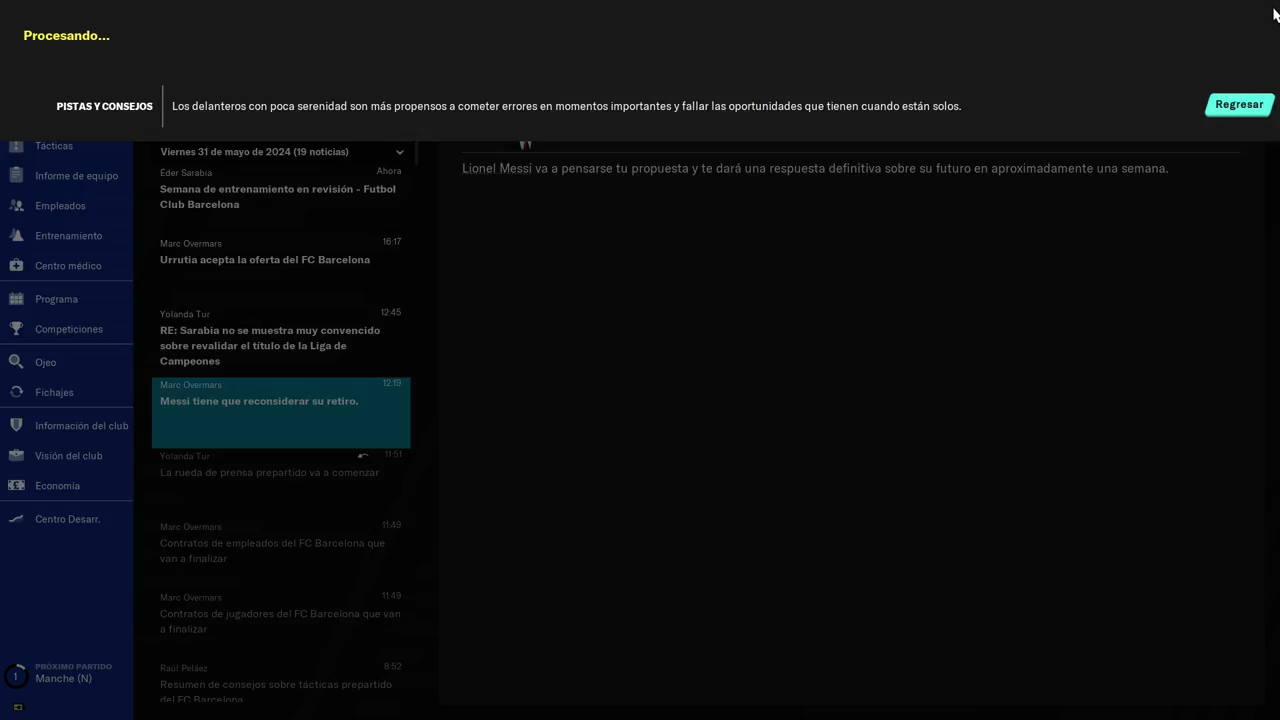 Procesando...
PISTAS Y CONSEJOS
Los delanteros con poca serenidad son más propensos a cometer errores en momentos importantes y fallar las oportunidades que tienen cuando están solos.
Regresar
Tácticas
Informe de equipo
Empleados
Entrenamiento
Centro médico
Programa
Competiciones
Ojeo
Fichajes
Información del club
Visión del club
Economía
Centro Desarr.
PRÓXIMO PARTIDO
1
Manche (N)
Viernes 31 de mayo de 2024 (19 noticias)
Eder Sarabia
Ahora
Semana de entrenamiento en revisión - Futbol
Club Barcelona
Marc Overmars
16:17
Urrutia acepta la oferta del FC Barcelona
Yolanda Tur
12:45
RE: Sarabia no se muestra muy convencido
sobre revalidar el título de la Liga de
Campeones
Marc Overmars
12:19
Messi tiene que reconsiderar su retiro.
Yolanda Tur
11:51
La rueda de prensa prepartido va a comenzar
Marc Overmars
11:49
Contratos de empleados del FC Barcelona que
van a finalizar
Marc Overmars
11:49
Contratos de jugadores del FC Barcelona que van
a finalizar
Raúl Peláez
8:52
Resumen de consejos sobre tácticas prepartido
del FC Barcelona
Lionel Messi va a pensarse tu propuesta y te dará una respuesta definitiva sobre su futuro en aproximadamente una semana.